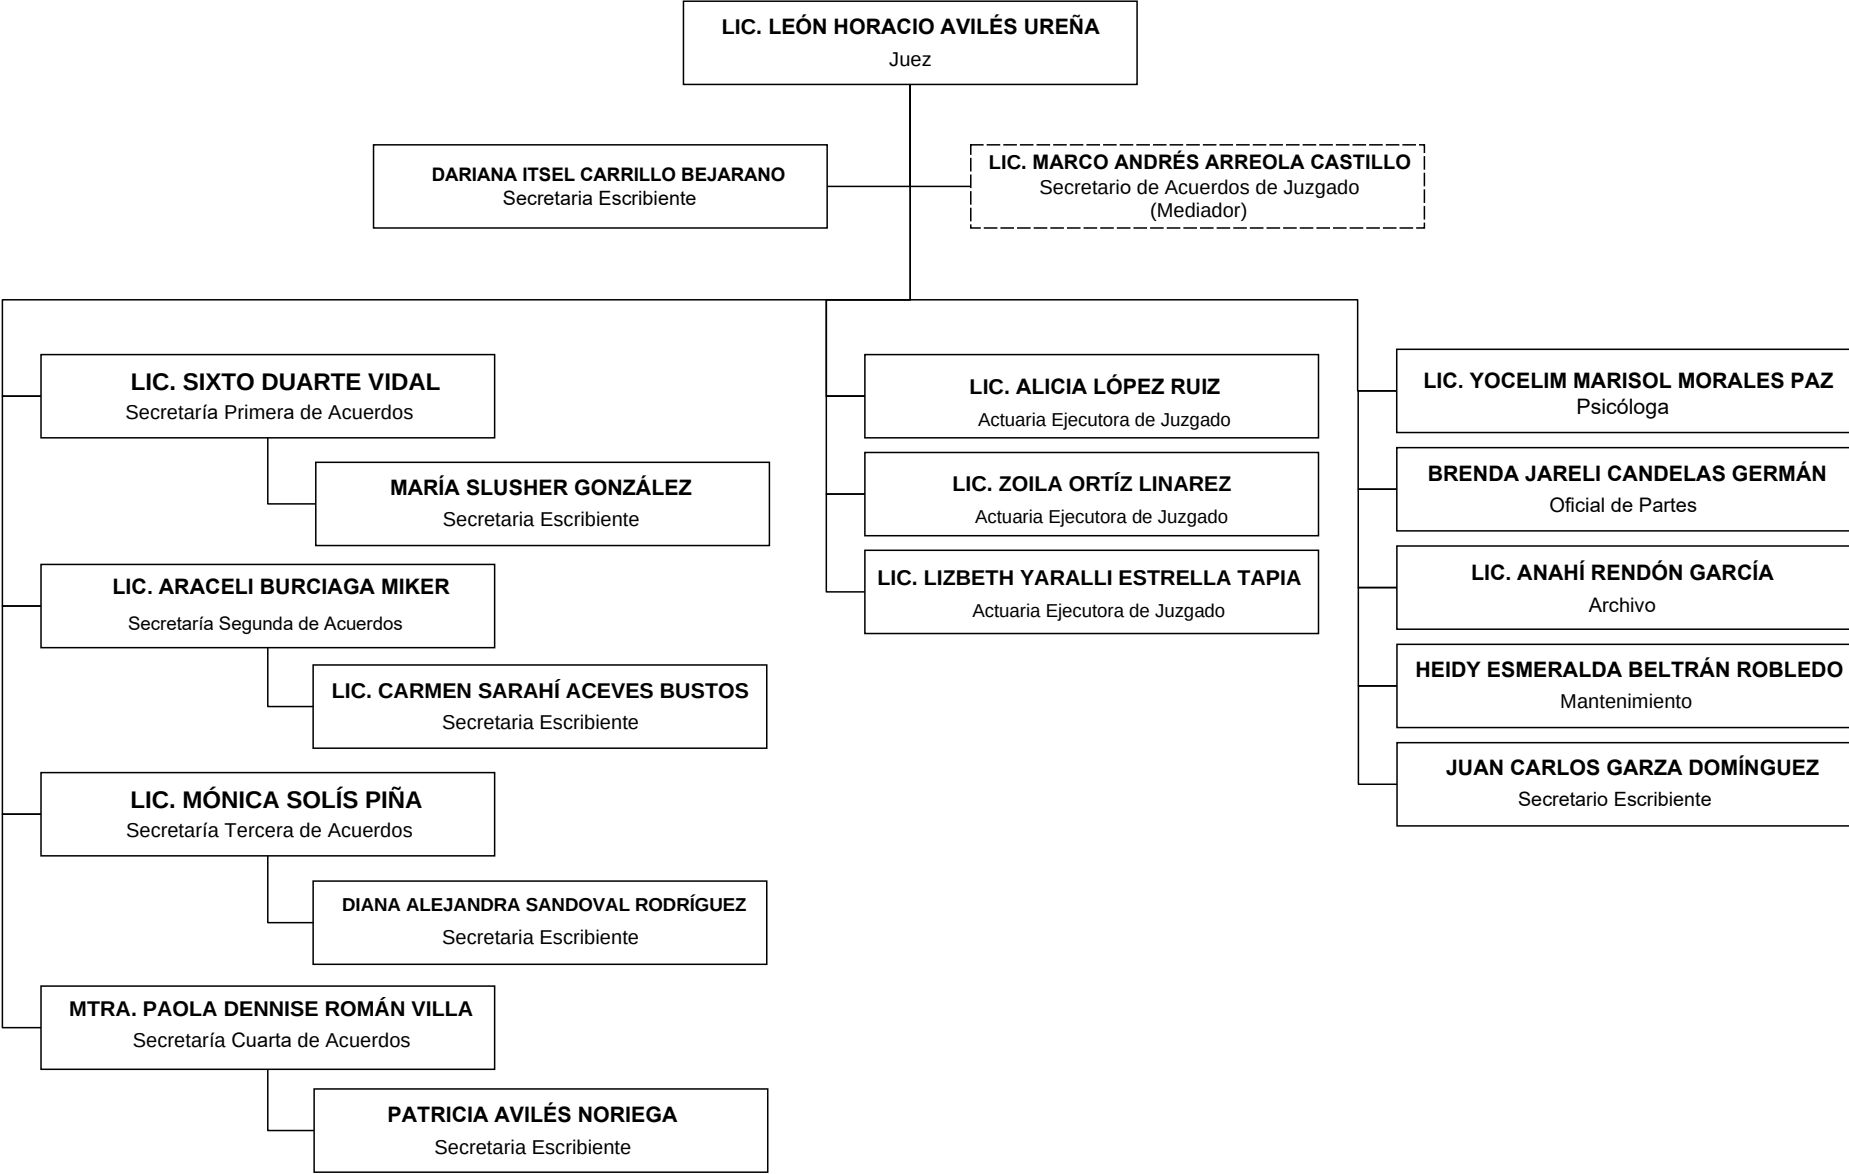 LIC. LEÓN HORACIO AVILÉS UREÑA
Juez
DARIANA ITSEL CARRILLO BEJARANO
Secretaria Escribiente
LIC. MARCO ANDRÉS ARREOLA CASTILLO
Secretario de Acuerdos de Juzgado
(Mediador)
LIC. SIXTO DUARTE VIDAL
Secretaría Primera de Acuerdos
MARÍA SLUSHER GONZÁLEZ
Secretaria Escribiente
LIC. ARACELI BURCIAGA MIKER
Secretaría Segunda de Acuerdos
LIC. CARMEN SARAHÍ ACEVES BUSTOS
Secretaria Escribiente
LIC. MÓNICA SOLÍS PIÑA
Secretaría Tercera de Acuerdos
DIANA ALEJANDRA SANDOVAL RODRÍGUEZ
Secretaria Escribiente
MTRA. PAOLA DENNISE ROMÁN VILLA
Secretaría Cuarta de Acuerdos
PATRICIA AVILÉS NORIEGA
Secretaria Escribiente
LIC. ALICIA LÓPEZ RUIZ
Actuaria Ejecutora de Juzgado
LIC. ZOILA ORTÍZ LINAREZ
Actuaria Ejecutora de Juzgado
LIC. LIZBETH YARALLI ESTRELLA TAPIA
Actuaria Ejecutora de Juzgado
LIC. YOCELIM MARISOL MORALES PAZ
Psicóloga
BRENDA JARELI CANDELAS GERMÁN
Oficial de Partes
LIC. ANAHÍ RENDÓN GARCÍA
Archivo
HEIDY ESMERALDA BELTRÁN ROBLEDO
Mantenimiento
JUAN CARLOS GARZA DOMÍNGUEZ
Secretario Escribiente